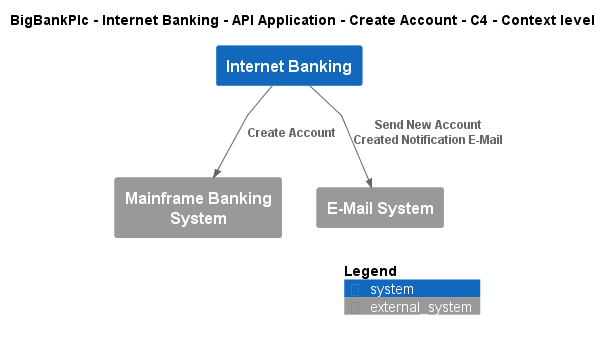 BigBankPlc - Internet Banking - API Application - Create Account - C4 - Context level
Internet Banking
Create Account
Send New Account
Created Notification E-Mail
Mainframe Banking
System
E-Mail System
Legend
system
external_system